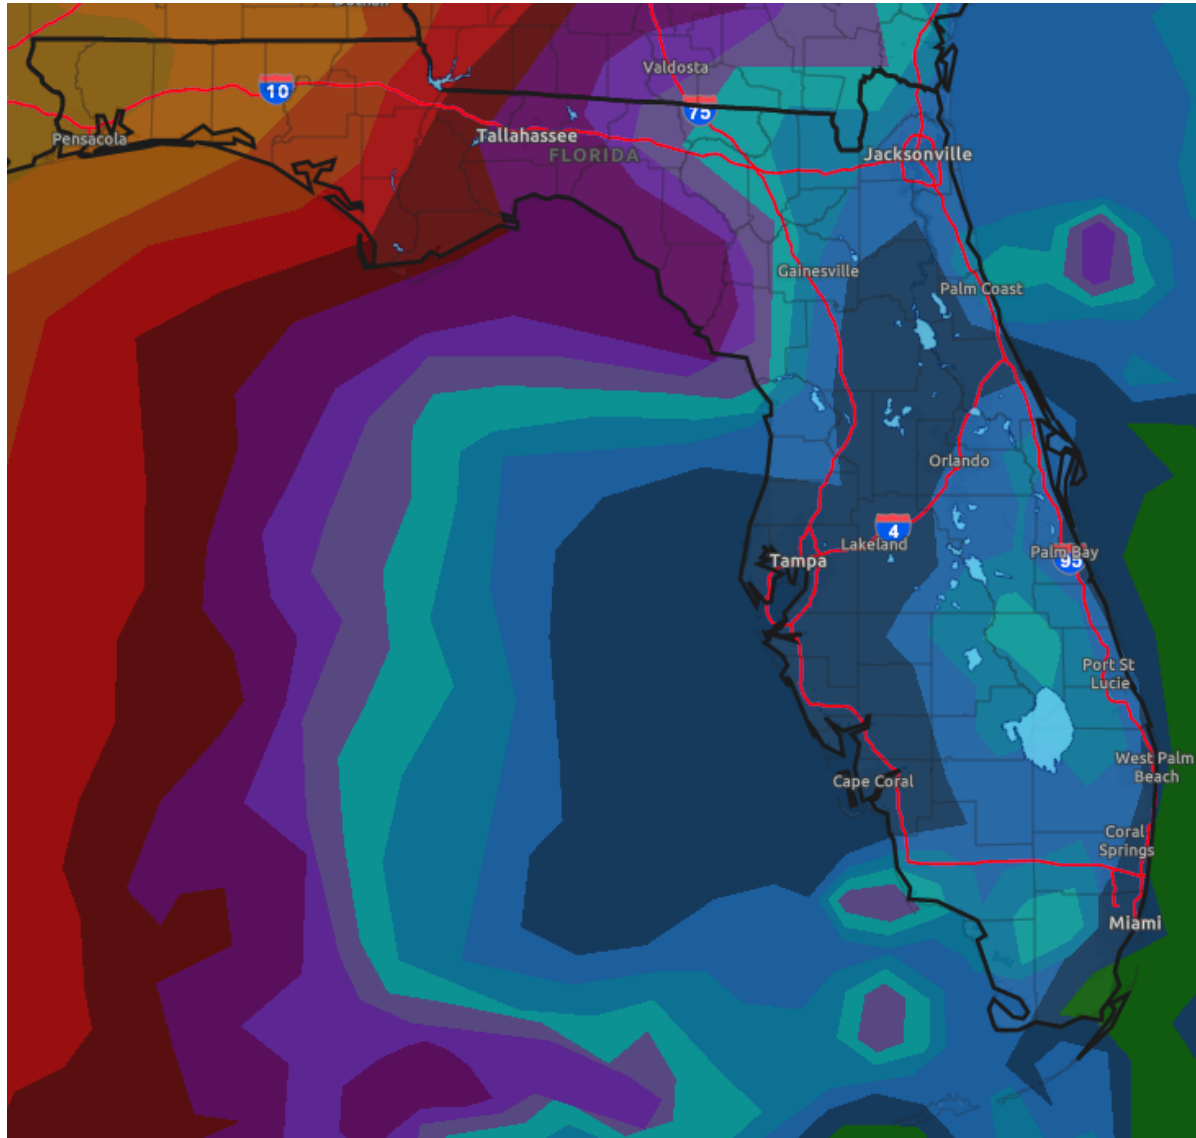 Dothan
Valdosta
10
75
Pensacola
Tallahassee
FLORIDA
Jacksonville
Gainesville
Palm Coast
Orlando
4
Lakeland
Palm Bay
95
Tampa
Port St
Lucie
West Palm
Beach
Cape Coral
Coral
Springs
Miami